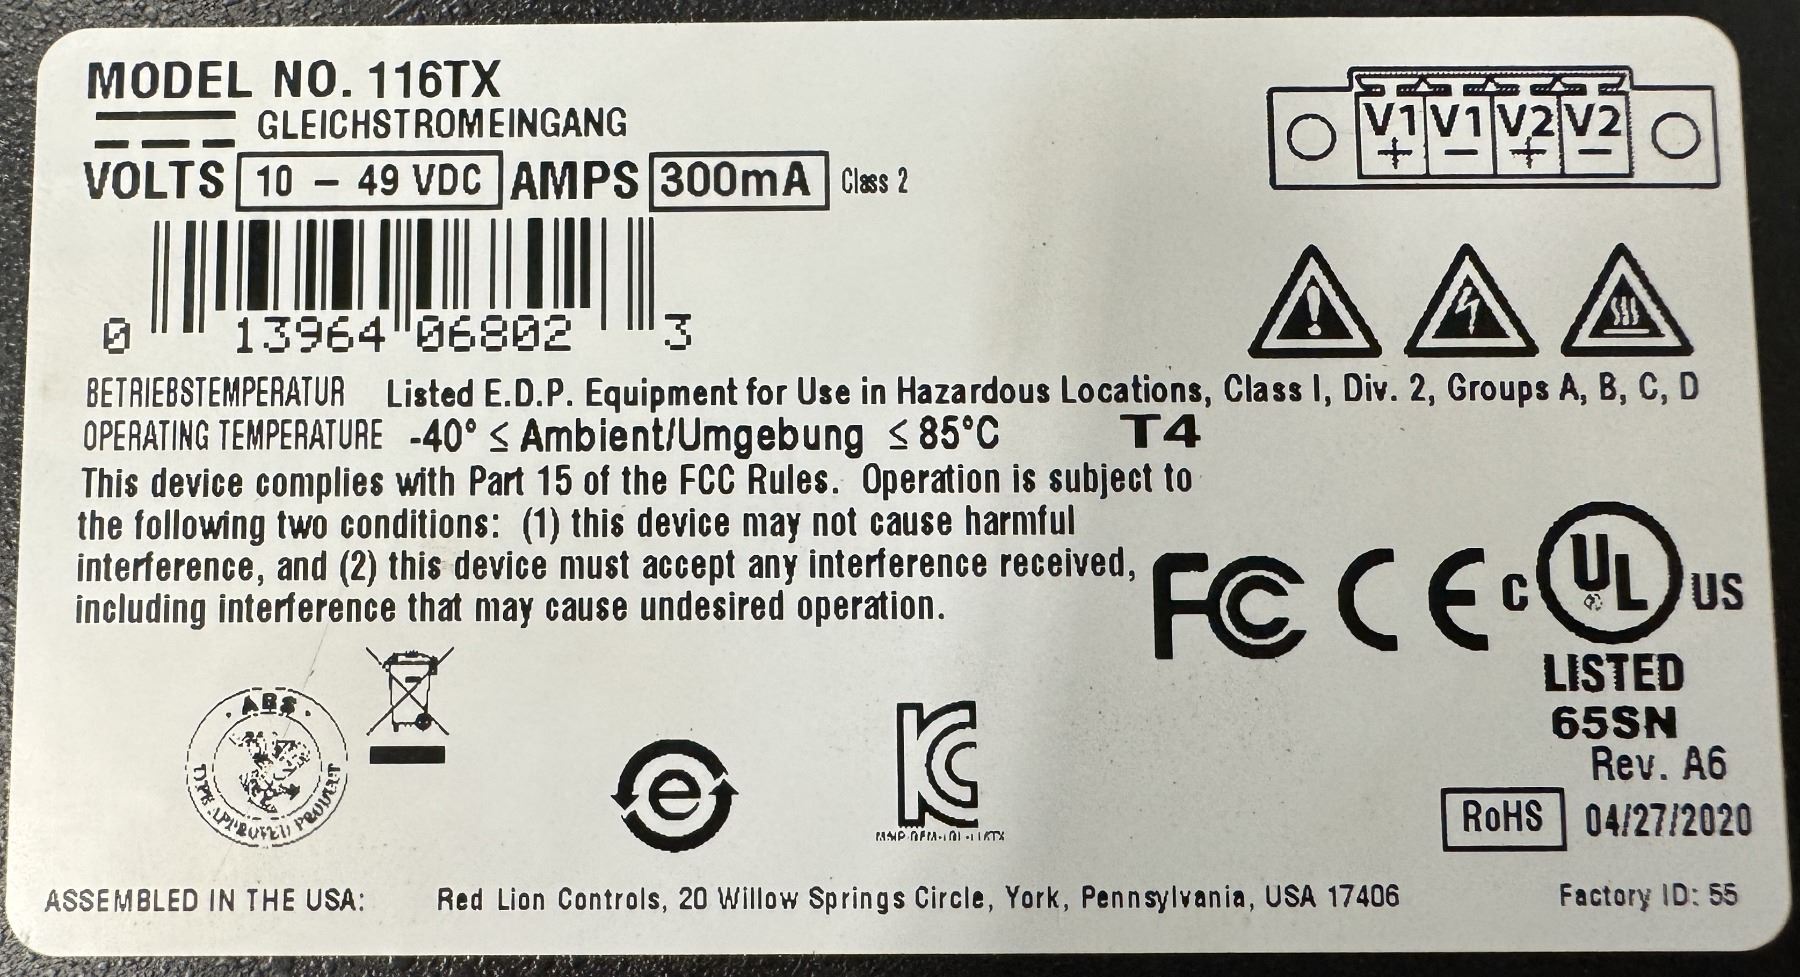 MODEL NO. 116TX
GLEICHSTROMEINGANG
VOLTS 10 – 49 VDC AMPS 300mA Class 2
V1 V1 V2 V2
+ – + –
0 13964 06802 3
BETRIEBSTEMPERATUR Listed E.D.P. Equipment for Use in Hazardous Locations, Class I, Div. 2, Groups A, B, C, D
OPERATING TEMPERATURE -40° ≤ Ambient/Umgebung ≤ 85°C T4
This device complies with Part 15 of the FCC Rules. Operation is subject to
the following two conditions: (1) this device may not cause harmful
interference, and (2) this device must accept any interference received,
including interference that may cause undesired operation.
FC CE C UL US
LISTED
65SN
Rev. A6
RoHS 04/27/2020
ABS
TYPE APPROVED PRODUCT
e
KC
ASSEMBLED IN THE USA: Red Lion Controls, 20 Willow Springs Circle, York, Pennsylvania, USA 17406 Factory ID: 55